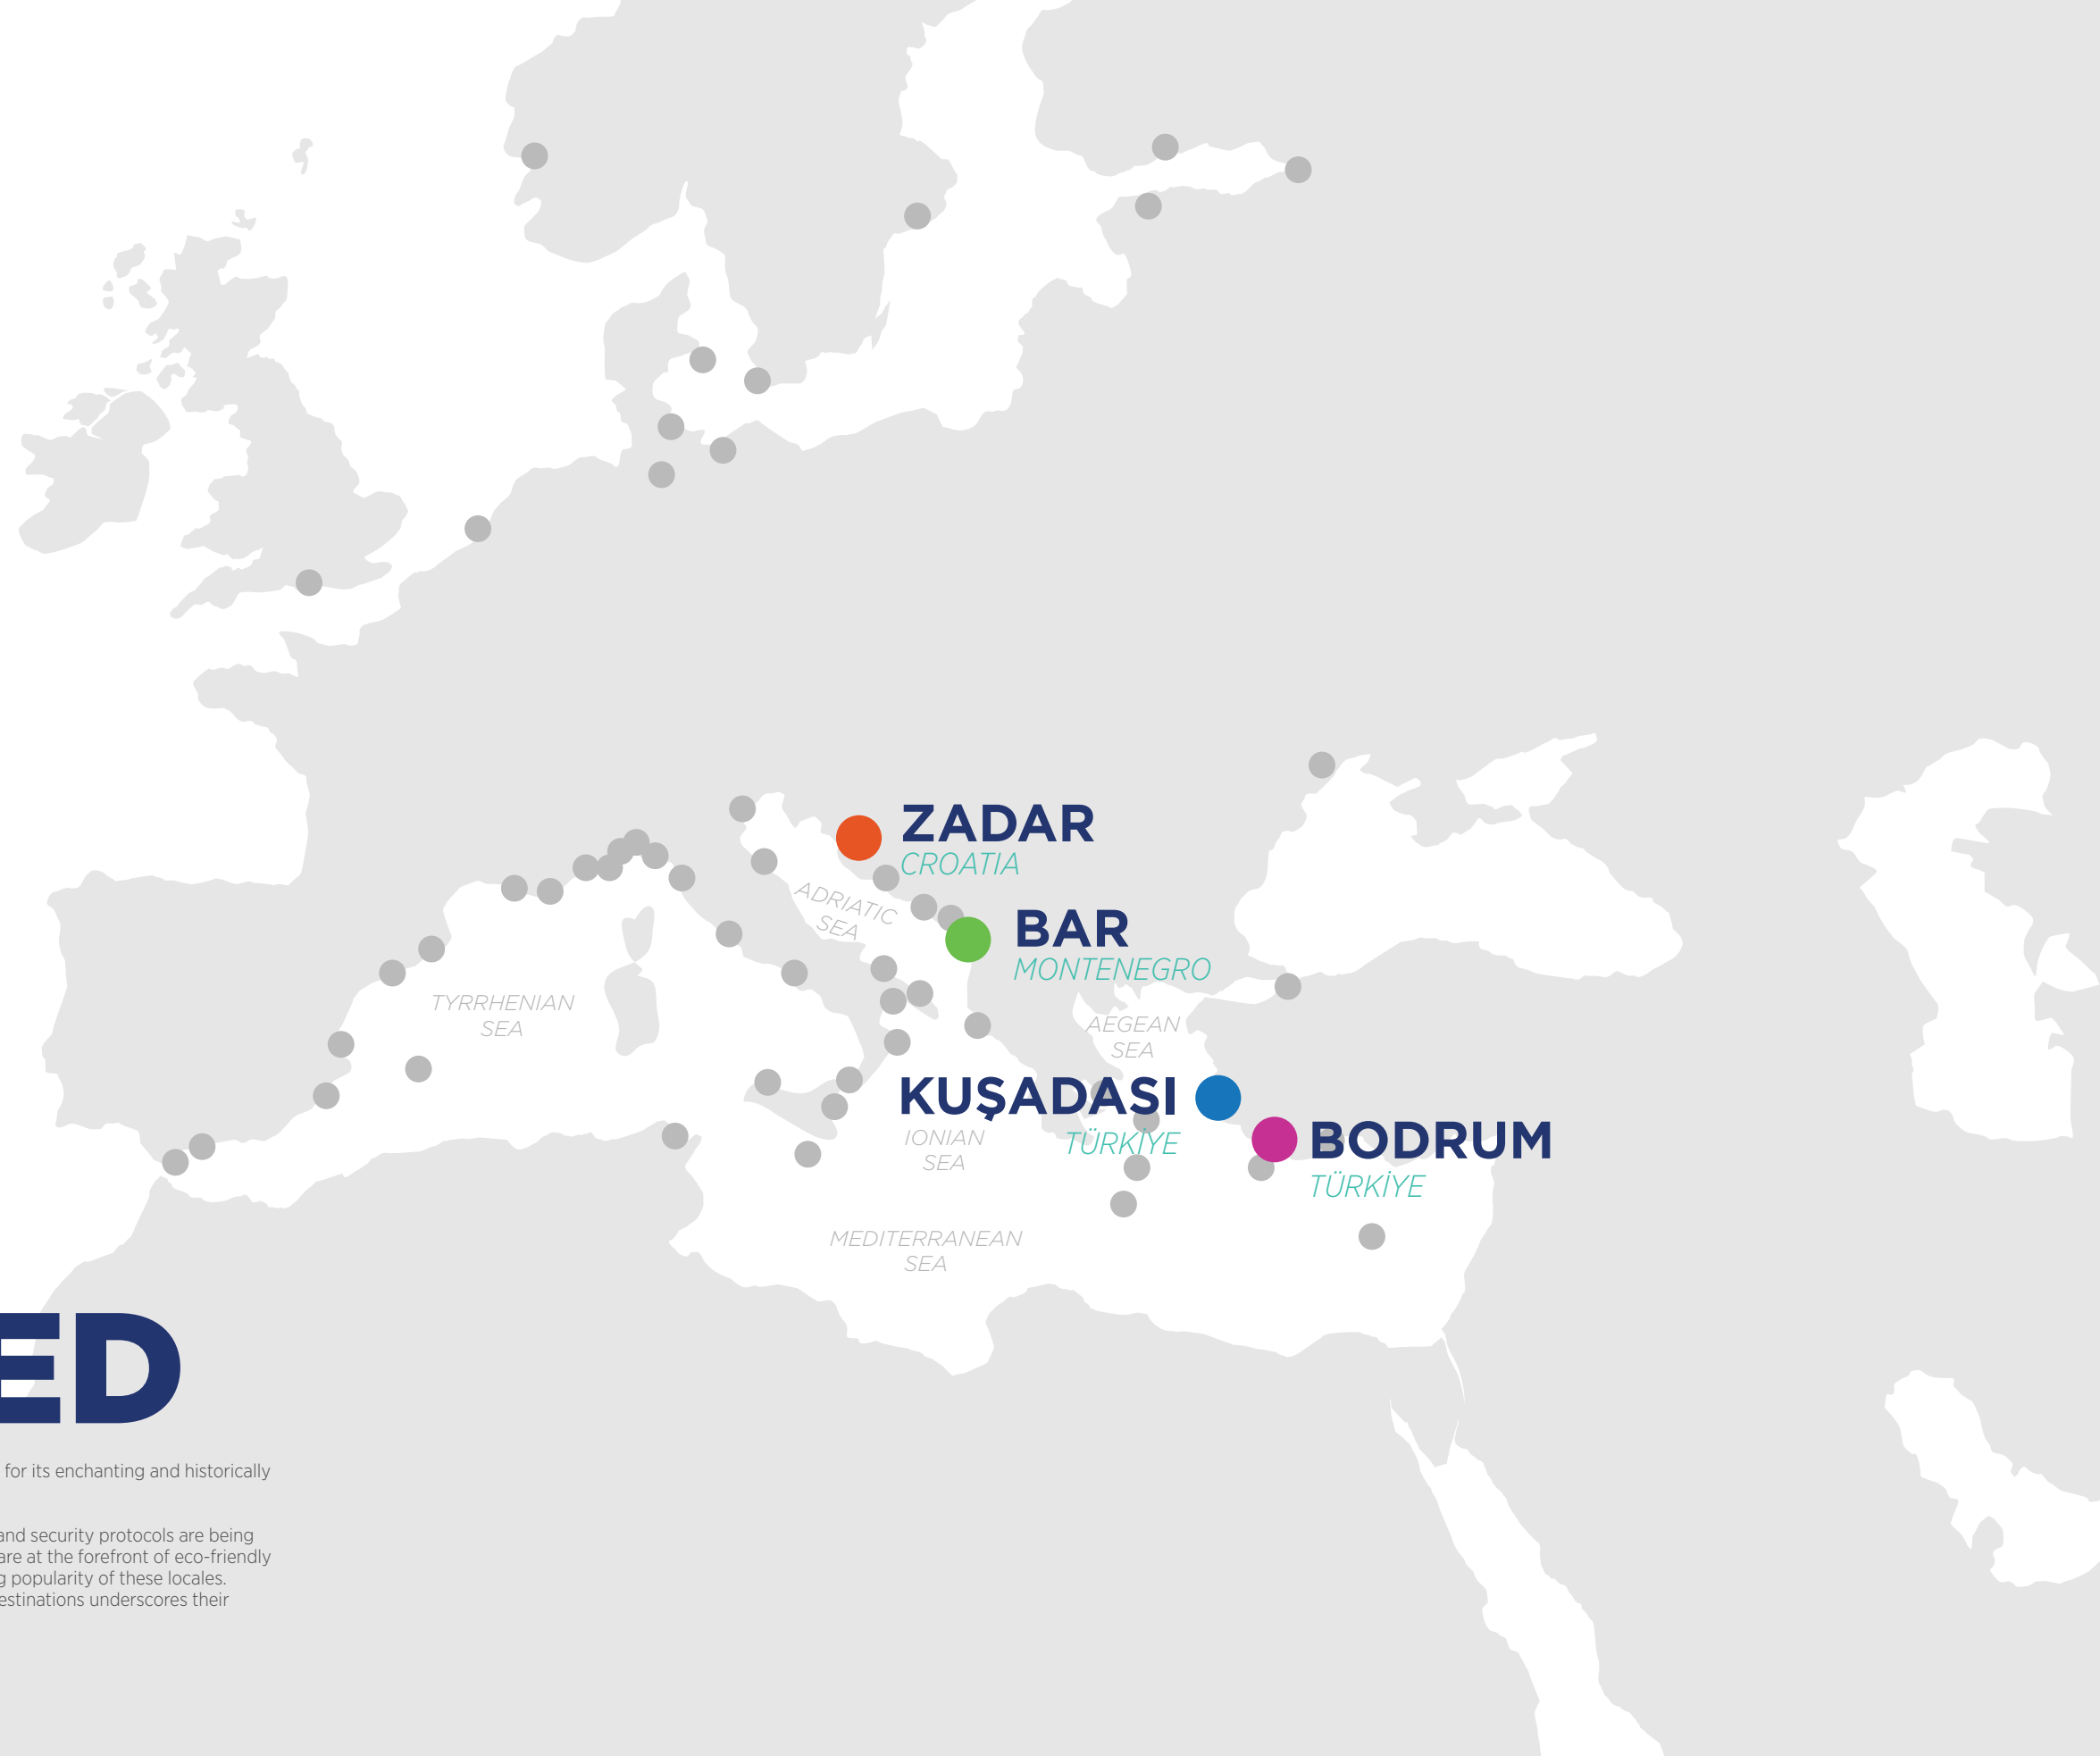 ZADAR
CROATIA
ADRIATIC
SEA
BAR
MONTENEGRO
TYRRHENIAN
SEA
AEGEAN
SEA
KUŞADASI
TÜRKİYE
IONIAN
SEA
BODRUM
TÜRKİYE
MEDITERRANEAN
SEA
ED
for its enchanting and historically
and security protocols are being
are at the forefront of eco-friendly
popularity of these locales.
underscores their